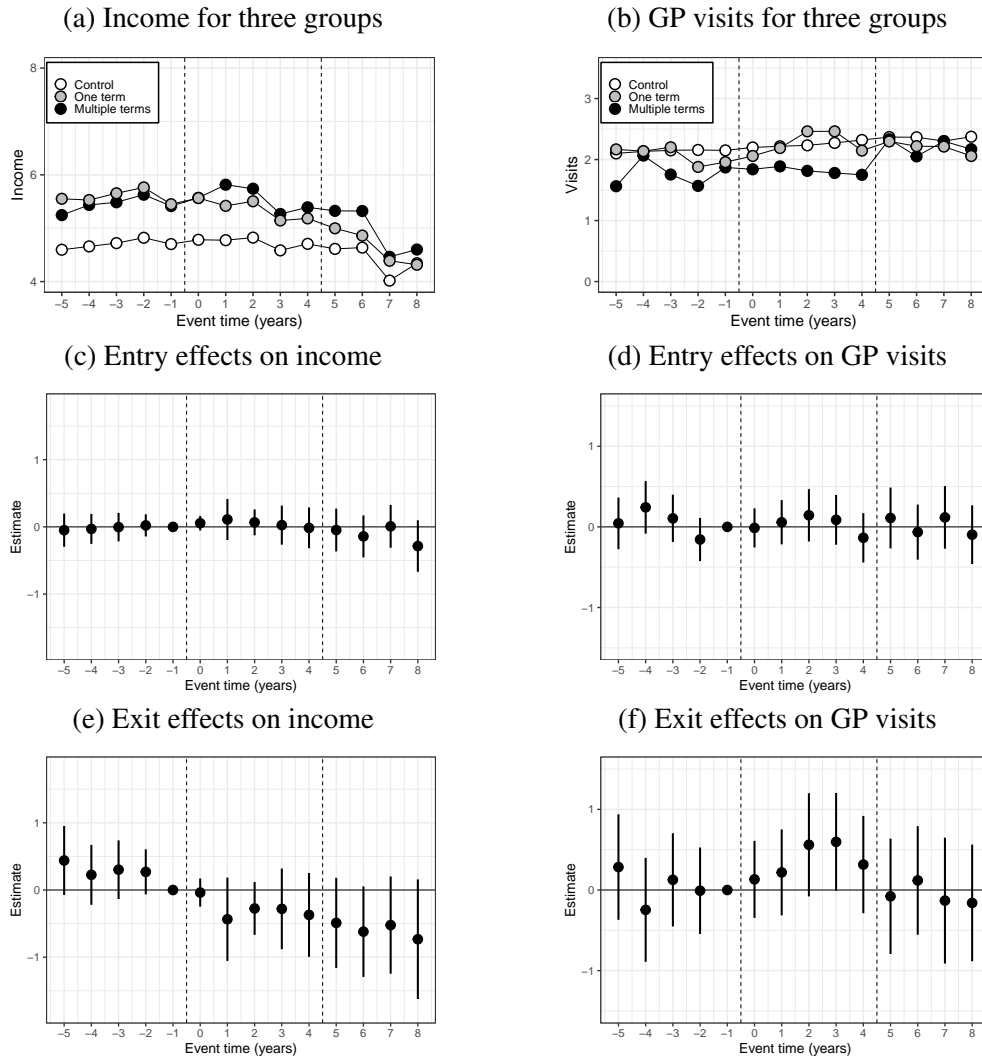 (a) Income for three groups
8
6
4
Income
Control
One term
Multiple terms
−5 −4 −3 −2 −1 0 1 2 3 4 5 6 7 8
Event time (years)
(b) GP visits for three groups
3
2
1
0
Visits
Control
One term
Multiple terms
−5 −4 −3 −2 −1 0 1 2 3 4 5 6 7 8
Event time (years)
(c) Entry effects on income
1
0
−1
Estimate
−5 −4 −3 −2 −1 0 1 2 3 4 5 6 7 8
Event time (years)
(d) Entry effects on GP visits
1
0
−1
Estimate
−5 −4 −3 −2 −1 0 1 2 3 4 5 6 7 8
Event time (years)
(e) Exit effects on income
1
0
−1
Estimate
−5 −4 −3 −2 −1 0 1 2 3 4 5 6 7 8
Event time (years)
(f) Exit effects on GP visits
1
0
−1
Estimate
−5 −4 −3 −2 −1 0 1 2 3 4 5 6 7 8
Event time (years)